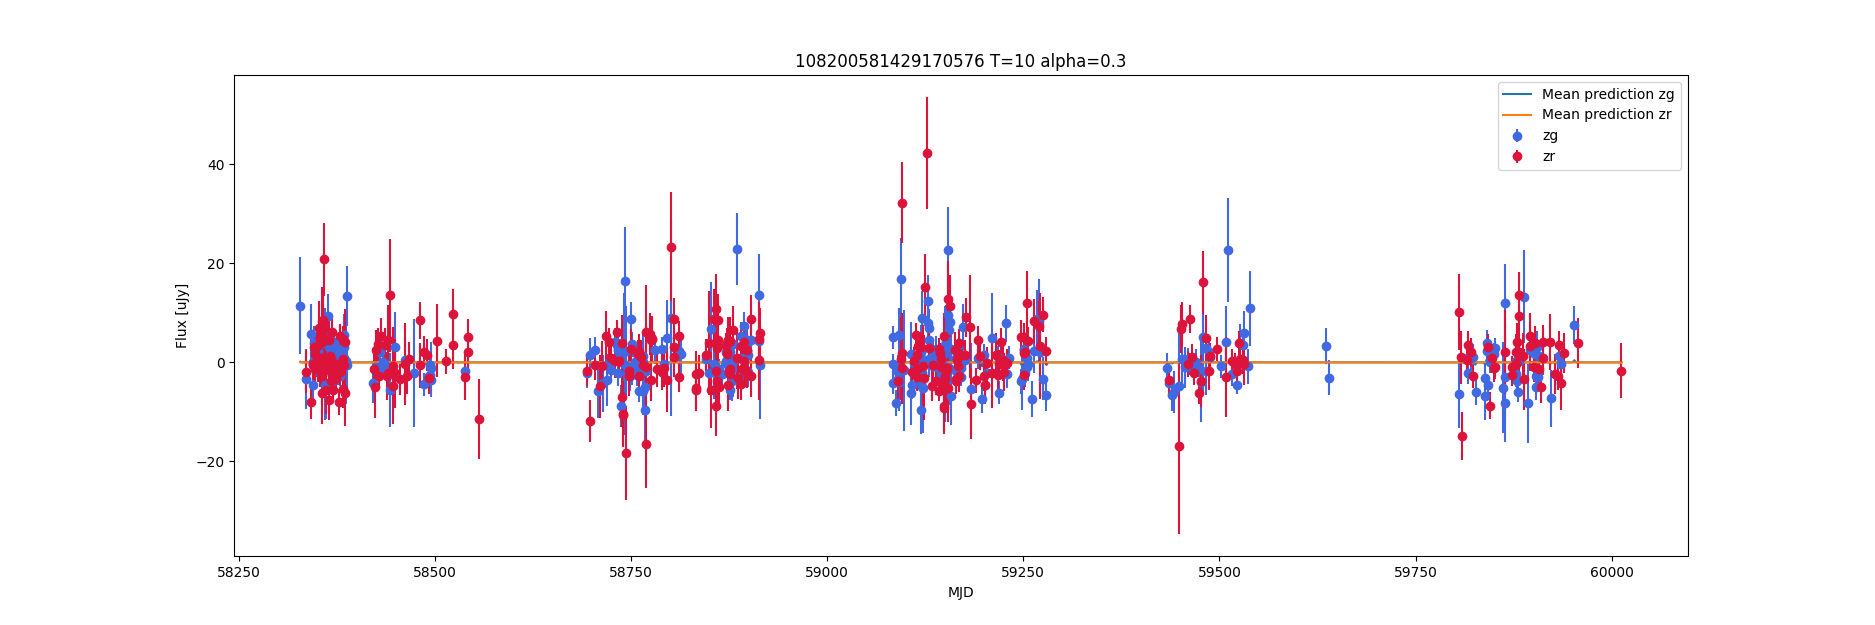 108200581429170576 T=10 alpha=0.3
Mean prediction zg
Mean prediction zr
zg
zr
Flux [uJy]
40
20
0
−20
58250 58500 58750 59000 59250 59500 59750 60000
MJD